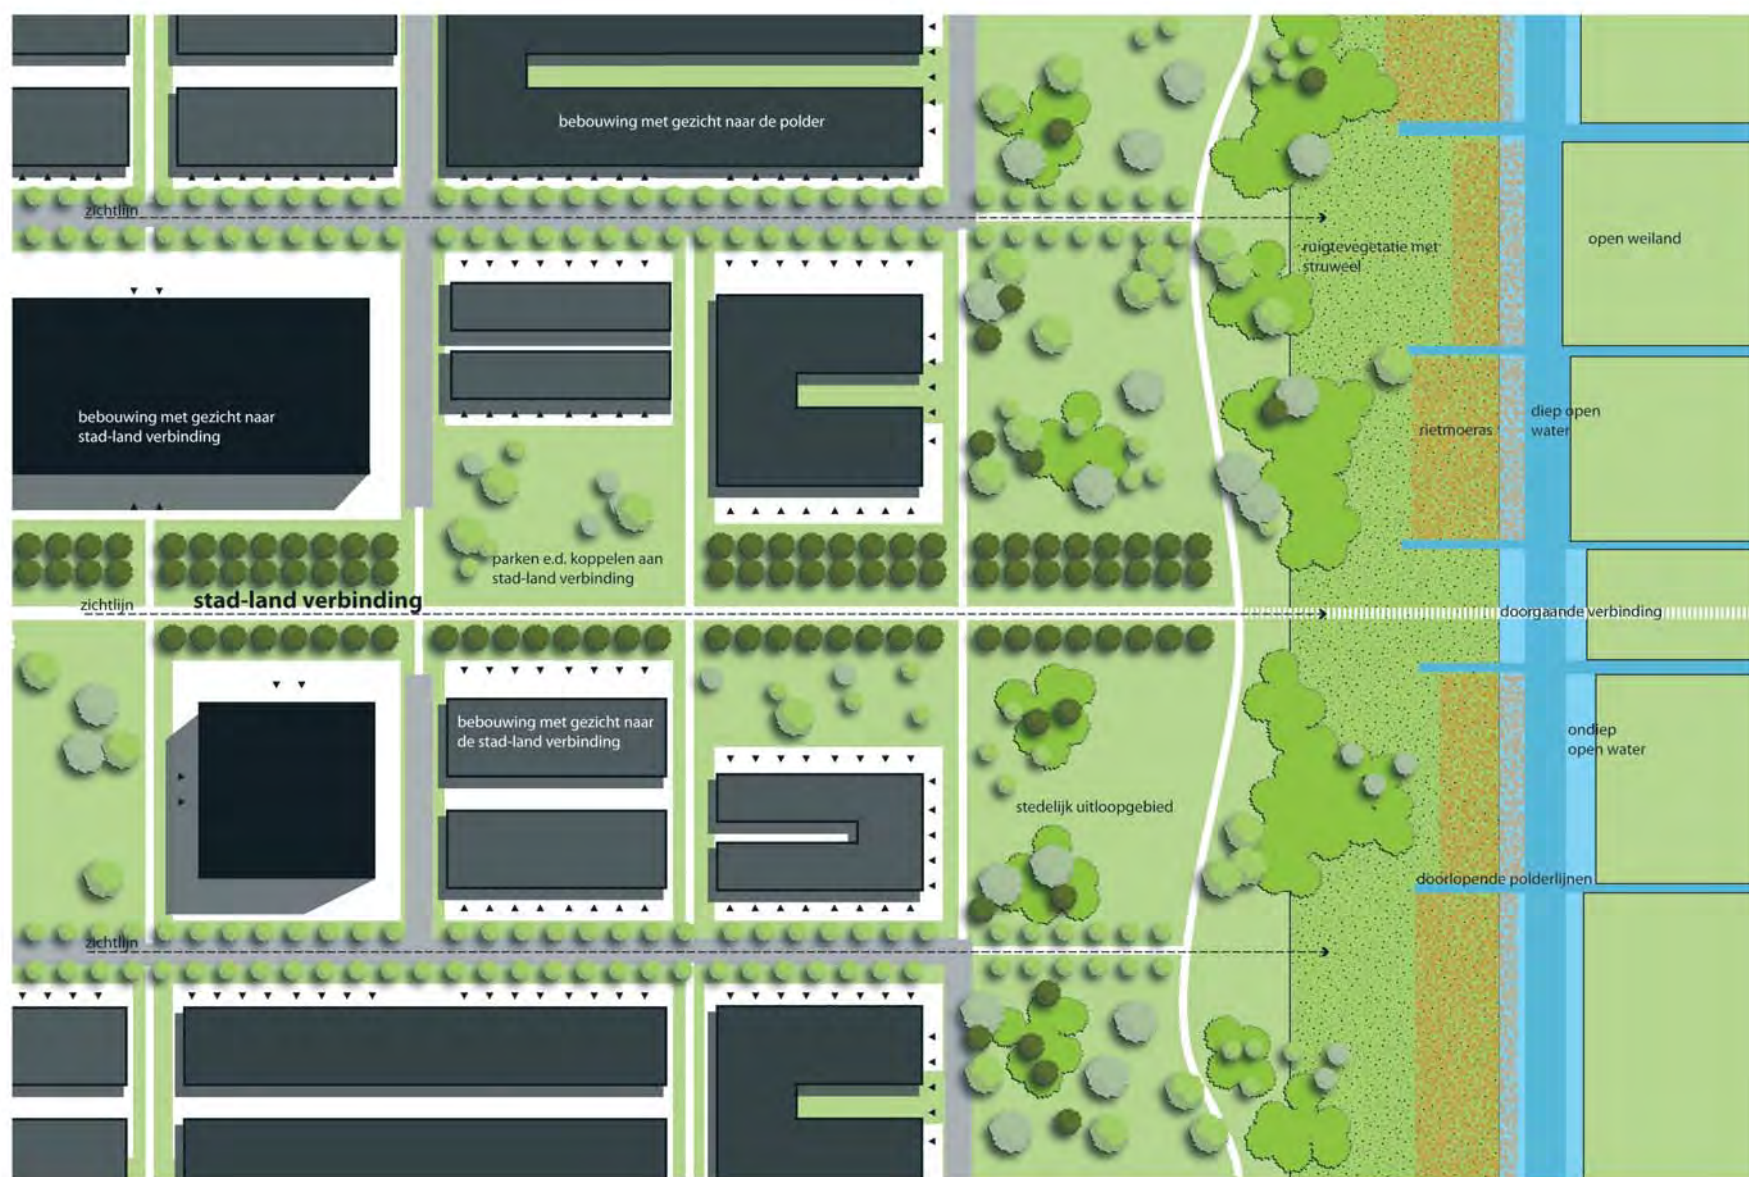 bebouwing met gezicht naar de polder
zichtlijn
ruigtevegetatie met
struweel
open weiland
bebouwing met gezicht naar
stad-land verbinding
rietmoeras
diep open
water
parken e.d. koppelen aan
stad-land verbinding
zichtlijn
stad-land verbinding
doorgaande verbinding
bebouwing met gezicht naar
de stad-land verbinding
ondiep
open water
stedelijk uitloopgebied
doorlopende polderlijnen
zichtlijn